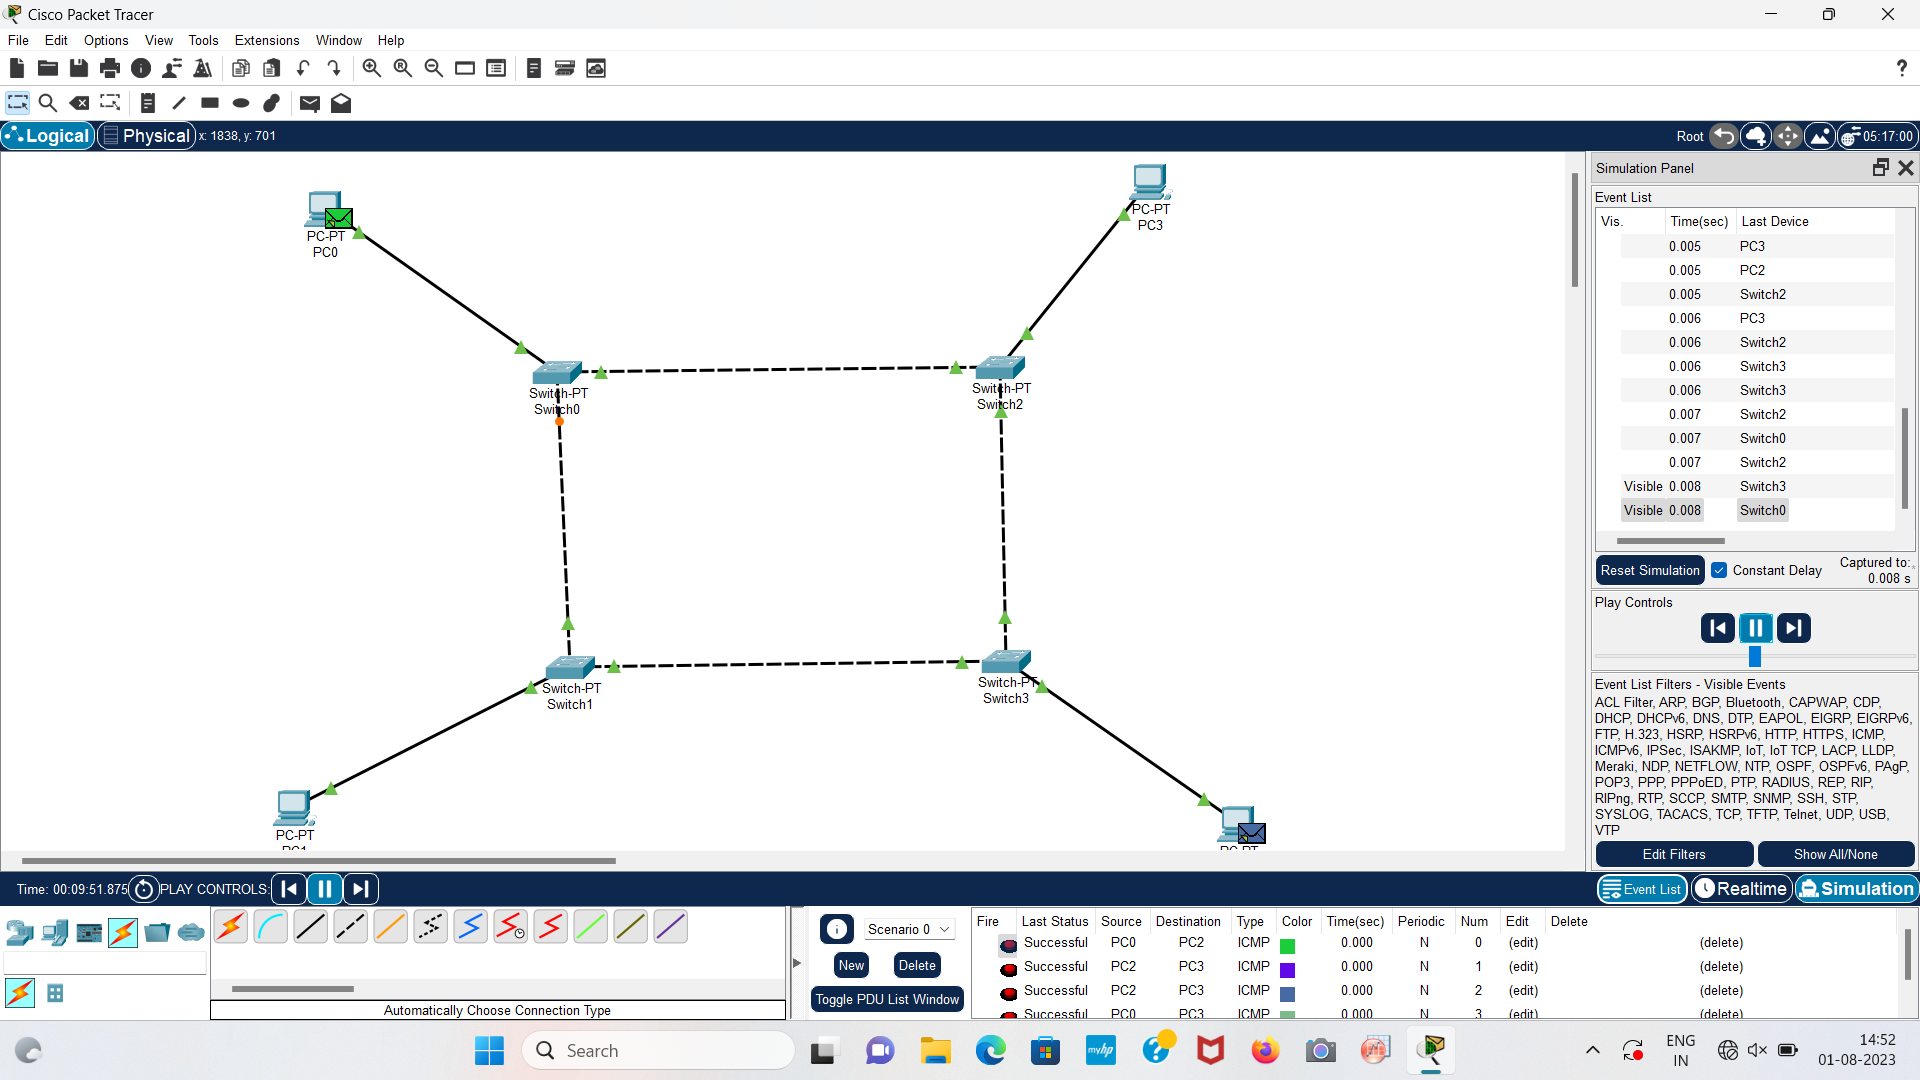 Cisco Packet Tracer
File Edit Options View Tools Extensions Window Help
?
Logical Physical x: 1838, y: 701 Root 05:17:00
Simulation Panel
Event List
Vis. Time(sec) Last Device
0.005 PC3
0.005 PC2
0.005 Switch2
0.006 PC3
0.006 Switch2
0.006 Switch3
0.006 Switch3
0.007 Switch2
0.007 Switch0
0.007 Switch2
Visible 0.008 Switch3
Visible 0.008 Switch0
Reset Simulation Constant Delay Captured to:
0.008 s
Play Controls
Event List Filters - Visible Events
ACL Filter, ARP, BGP, Bluetooth, CAPWAP, CDP,
DHCP, DHCPv6, DNS, DTP, EAPOL, EIGRP, EIGRPv6,
FTP, H.323, HSRP, HSRPv6, HTTP, HTTPS, ICMP,
ICMPv6, IPSec, ISAKMP, IoT, IoT TCP, LACP, LLDP,
Meraki, NDP, NETFLOW, NTP, OSPF, OSPFv6, PAgP,
POP3, PPP, PPPoED, PTP, RADIUS, REP, RIP,
RIPng, RTP, SCCP, SMTP, SNMP, SSH, STP,
SYSLOG, TACACS, TCP, TFTP, Telnet, UDP, USB,
VTP
Edit Filters Show All/None
PC-PT
PC0
PC-PT
PC3
Switch-PT
Switch0
Switch-PT
Switch2
Switch-PT
Switch1
Switch-PT
Switch3
PC-PT
PC1
PC-PT
Time: 00:09:51.875 PLAY CONTROLS: Event List Realtime Simulation
Automatically Choose Connection Type
Scenario 0
New Delete
Toggle PDU List Window
Fire Last Status Source Destination Type Color Time(sec) Periodic Num Edit Delete
Successful PC0 PC2 ICMP 0.000 N 0 (edit) (delete)
Successful PC2 PC3 ICMP 0.000 N 1 (edit) (delete)
Successful PC2 PC3 ICMP 0.000 N 2 (edit) (delete)
Successful PC0 PC3 ICMP 0.000 N 3 (edit) (delete)
Search
myhp
ENG
IN
14:52
01-08-2023